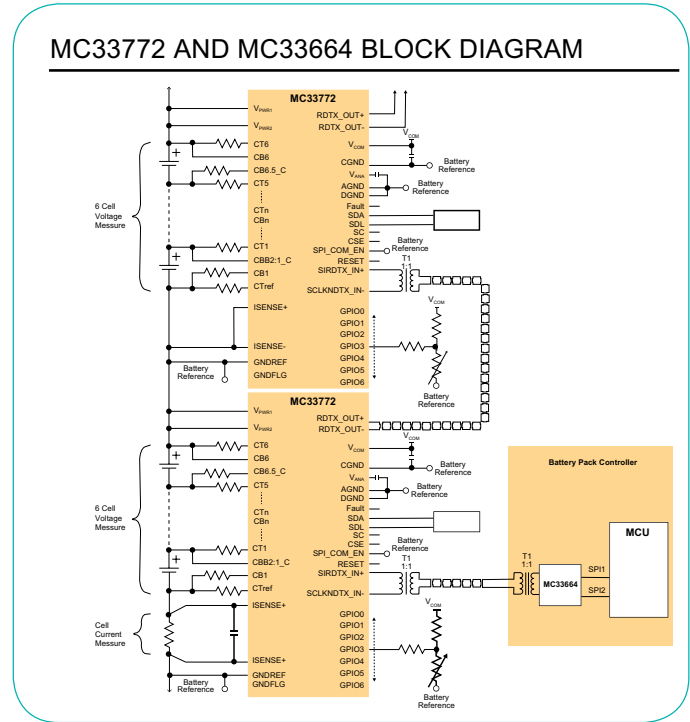 MC33772 AND MC33664 BLOCK DIAGRAM
MC33772
VPWR1
VPWR2
CT6
CB6
CB6.5_C
CT5
CTn
CBn
CT1
CBB2:1_C
CB1
CTref
ISENSE+
ISENSE-
GNDREF
GNDFLG
RDTX_OUT+
RDTX_OUT-
VCOM
CGND
VANA
AGND
DGND
Fault
SDA
SDL
SC
CSE
SPI_COM_EN
RESET
SIRDTX_IN+
SCLKNDTX_IN-
GPIO0
GPIO1
GPIO2
GPIO3
GPIO4
GPIO5
GPIO6
6 Cell
Voltage
Messure
+
+
Battery
Reference
VCOM
Battery
Reference
Battery
Reference
Battery
Reference
T1
1:1
VCOM
Battery
Reference
MC33772
VPWR1
VPWR2
CT6
CB6
CB6.5_C
CT5
CTn
CBn
CT1
CBB2:1_C
CB1
CTref
ISENSE+
ISENSE+
GNDREF
GNDFLG
RDTX_OUT+
RDTX_OUT-
VCOM
CGND
VANA
AGND
DGND
Fault
SDA
SDL
SC
CSE
SPI_COM_EN
RESET
SIRDTX_IN+
SCLKNDTX_IN-
GPIO0
GPIO1
GPIO2
GPIO3
GPIO4
GPIO5
GPIO6
6 Cell
Voltage
Messure
+
+
Cell
Current
Messure
Battery
Reference
VCOM
Battery
Reference
Battery
Reference
Battery
Reference
T1
1:1
VCOM
Battery
Reference
Battery Pack Controller
T1
1:1
MC33664
SPI1
SPI2
MCU